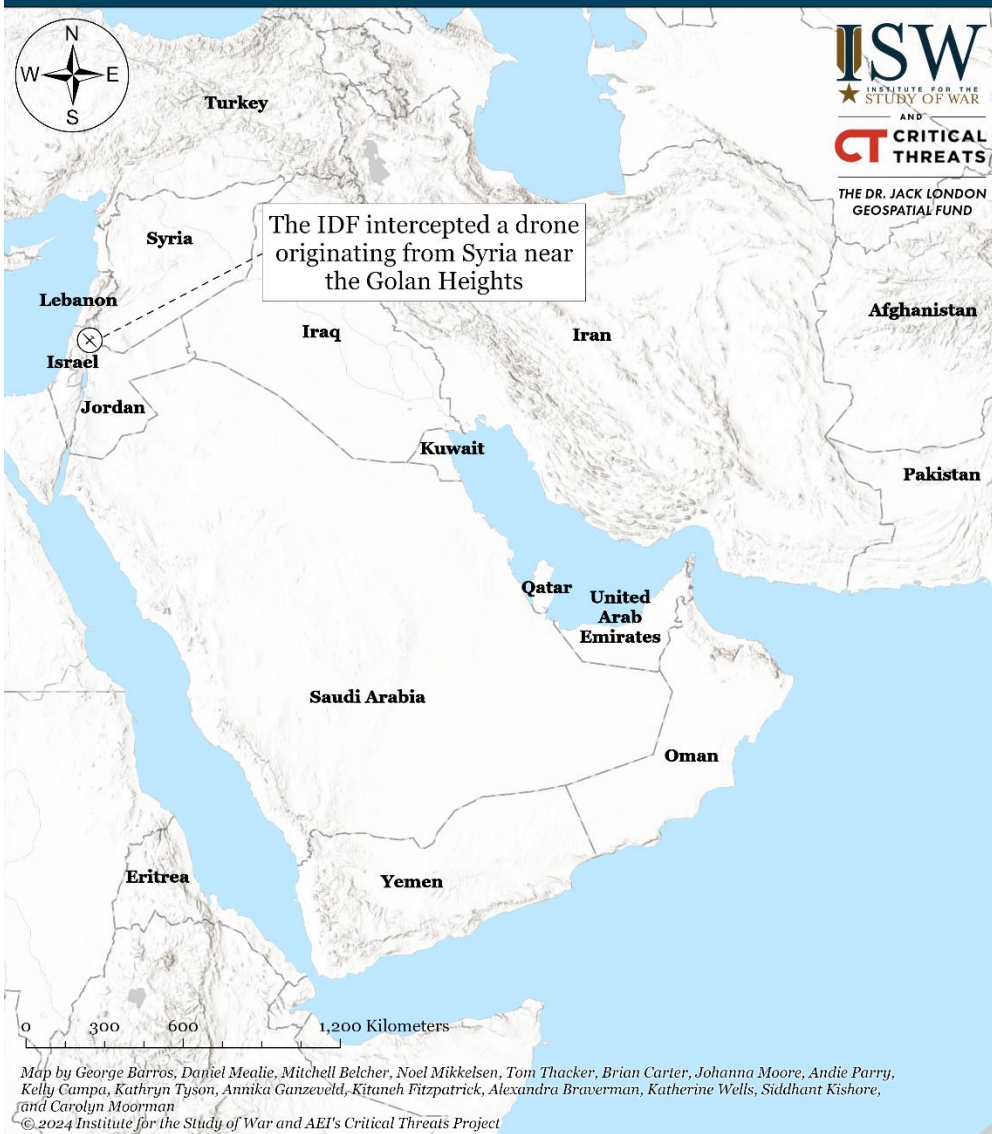 N
W
E
S
ISW
INSTITUTE FOR THE
STUDY OF WAR
AND
CT CRITICAL
THREATS
THE DR. JACK LONDON
GEOSPATIAL FUND
Turkey
The IDF intercepted a drone
originating from Syria near
the Golan Heights
Syria
Lebanon
Israel
Jordan
Iraq
Iran
Afghanistan
Kuwait
Pakistan
Qatar
United
Arab
Emirates
Saudi Arabia
Oman
Eritrea
Yemen
0 300 600 1,200 Kilometers
Map by George Barros, Daniel Mealie, Mitchell Belcher, Noel Mikkelsen, Tom Thacker, Brian Carter, Johanna Moore, Andie Parry,
Kelly Campa, Kathryn Tyson, Annika Ganzeveld, Kitaneh Fitzpatrick, Alexandra Braverman, Katherine Wells, Siddhant Kishore,
and Carolyn Moorman
© 2024 Institute for the Study of War and AEI's Critical Threats Project